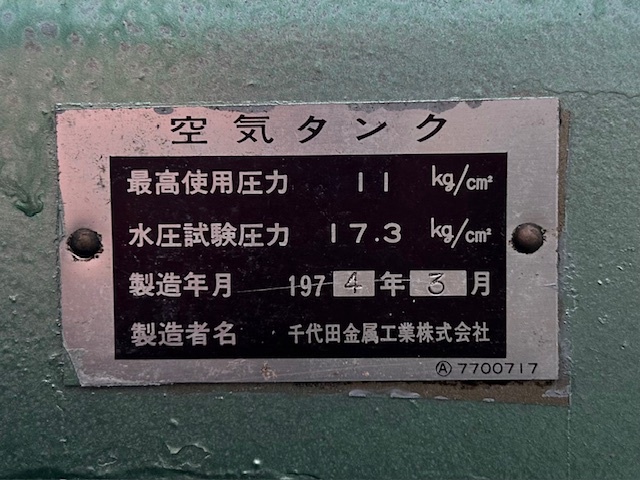 空気タンク
最高使用圧力 11 kg/cm²
水圧試験圧力 17.3 kg/cm²
製造年月 1974年3月
製造者名 千代田金属工業株式会社
Ⓐ7700717